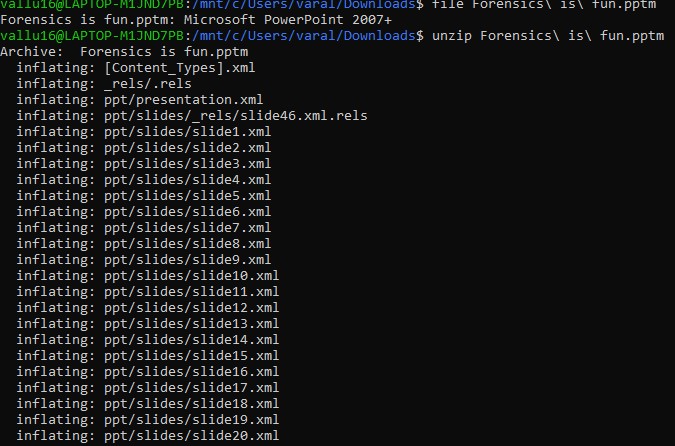 vallu16@LAPTOP-M1JND7PB:/mnt/c/Users/varal/Downloads$ file Forensics\ is\ fun.pptm
Forensics is fun.pptm: Microsoft PowerPoint 2007+
vallu16@LAPTOP-M1JND7PB:/mnt/c/Users/varal/Downloads$ unzip Forensics\ is\ fun.pptm
Archive:  Forensics is fun.pptm
  inflating: [Content_Types].xml
  inflating: _rels/.rels
  inflating: ppt/presentation.xml
  inflating: ppt/slides/_rels/slide46.xml.rels
  inflating: ppt/slides/slide1.xml
  inflating: ppt/slides/slide2.xml
  inflating: ppt/slides/slide3.xml
  inflating: ppt/slides/slide4.xml
  inflating: ppt/slides/slide5.xml
  inflating: ppt/slides/slide6.xml
  inflating: ppt/slides/slide7.xml
  inflating: ppt/slides/slide8.xml
  inflating: ppt/slides/slide9.xml
  inflating: ppt/slides/slide10.xml
  inflating: ppt/slides/slide11.xml
  inflating: ppt/slides/slide12.xml
  inflating: ppt/slides/slide13.xml
  inflating: ppt/slides/slide14.xml
  inflating: ppt/slides/slide15.xml
  inflating: ppt/slides/slide16.xml
  inflating: ppt/slides/slide17.xml
  inflating: ppt/slides/slide18.xml
  inflating: ppt/slides/slide19.xml
  inflating: ppt/slides/slide20.xml